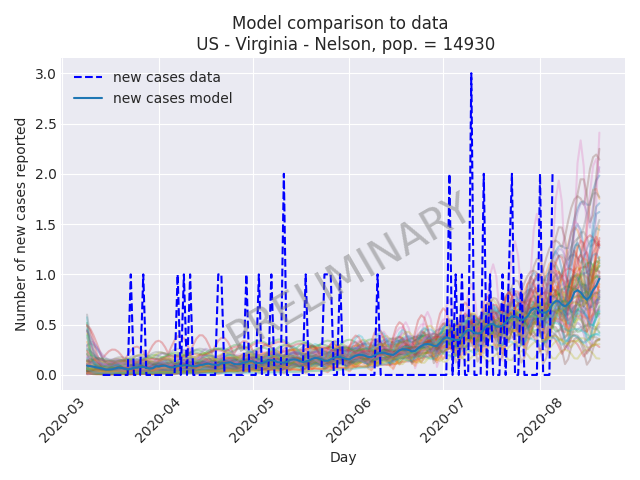 Model comparison to data
US - Virginia - Nelson, pop. = 14930
new cases data
new cases model
PRELIMINARY
Number of new cases reported
3.0
2.5
2.0
1.5
1.0
0.5
0.0
2020-03
2020-04
2020-05
2020-06
2020-07
2020-08
Day